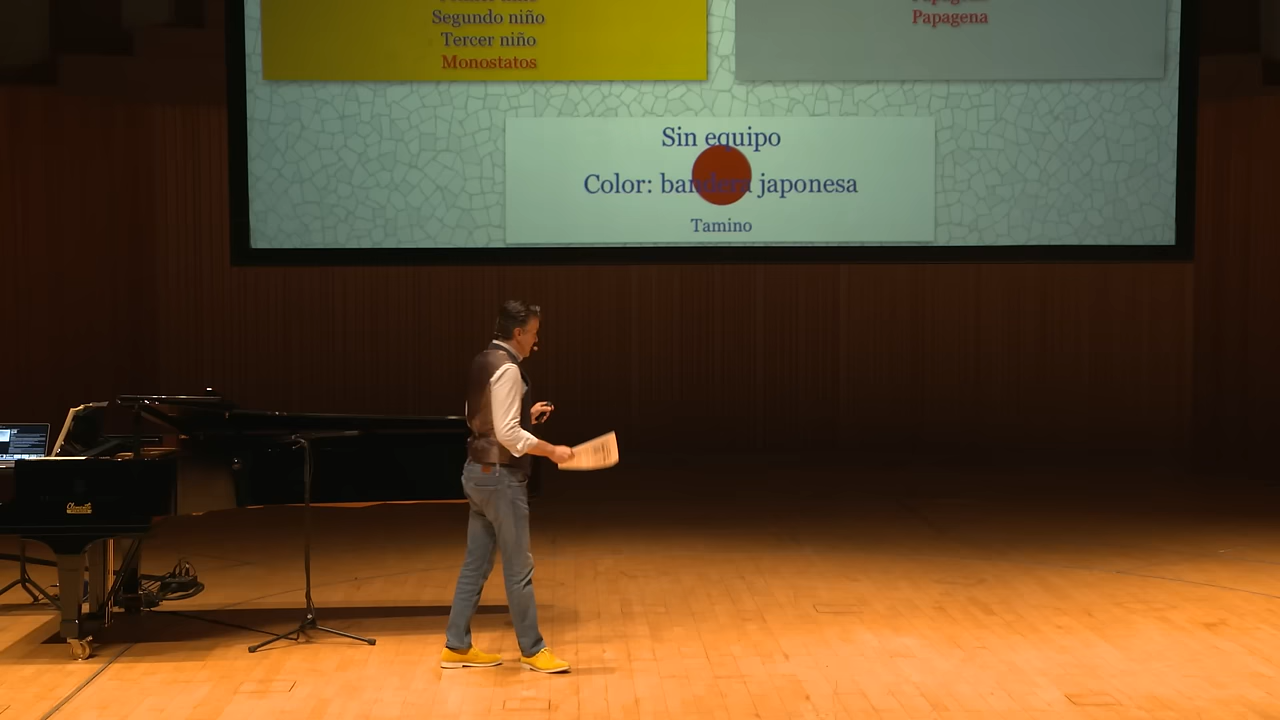 Segundo niño
Tercer niño
Monostatos
Papagena
Sin equipo
Color: bandera japonesa
Tamino